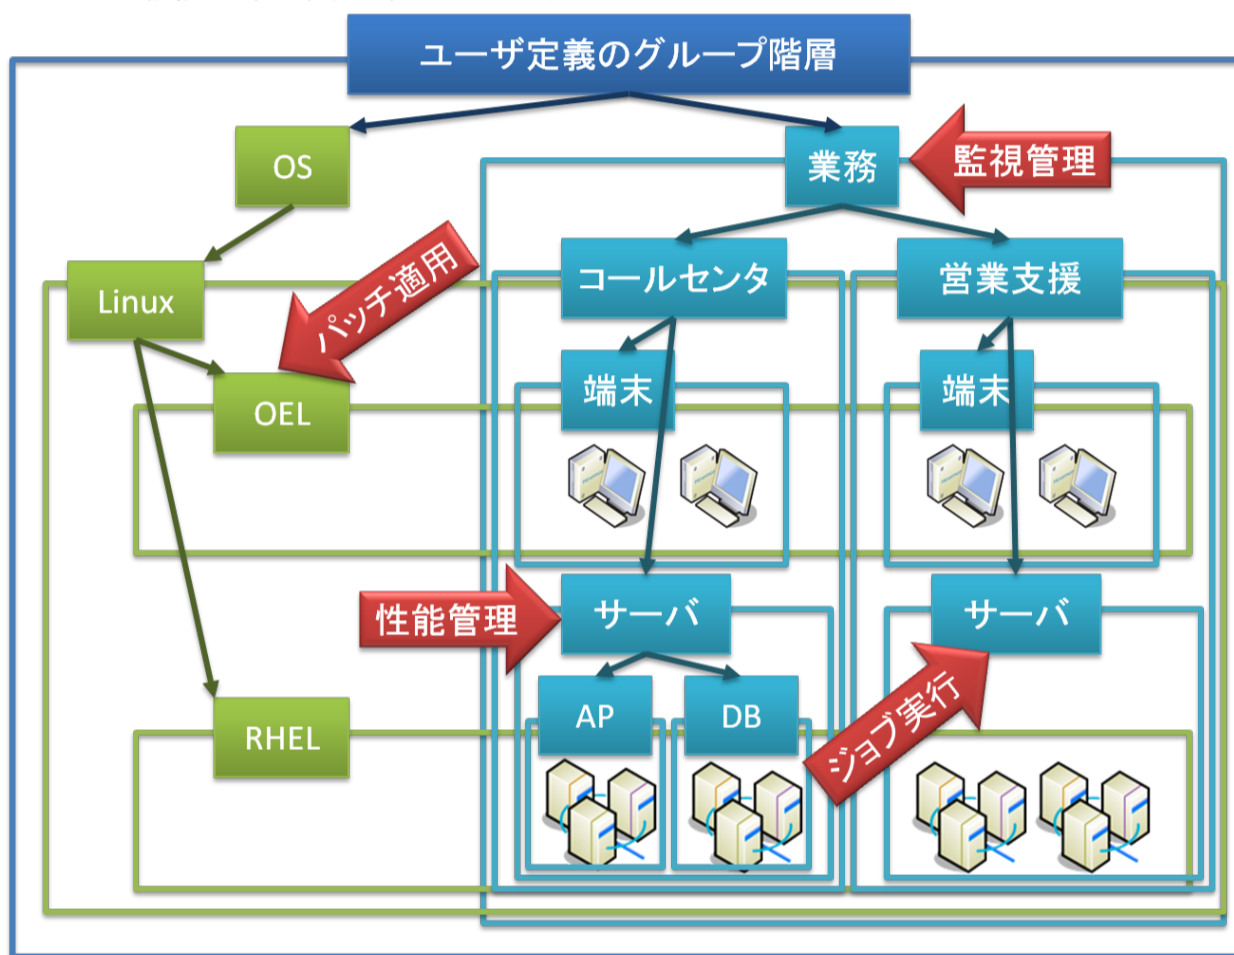 ユーザ定義のグループ階層
OS
業務
監視管理
Linux
パッチ適用
コールセンタ
営業支援
OEL
端末
端末
性能管理
サーバ
サーバ
RHEL
AP
DB
ジョブ実行